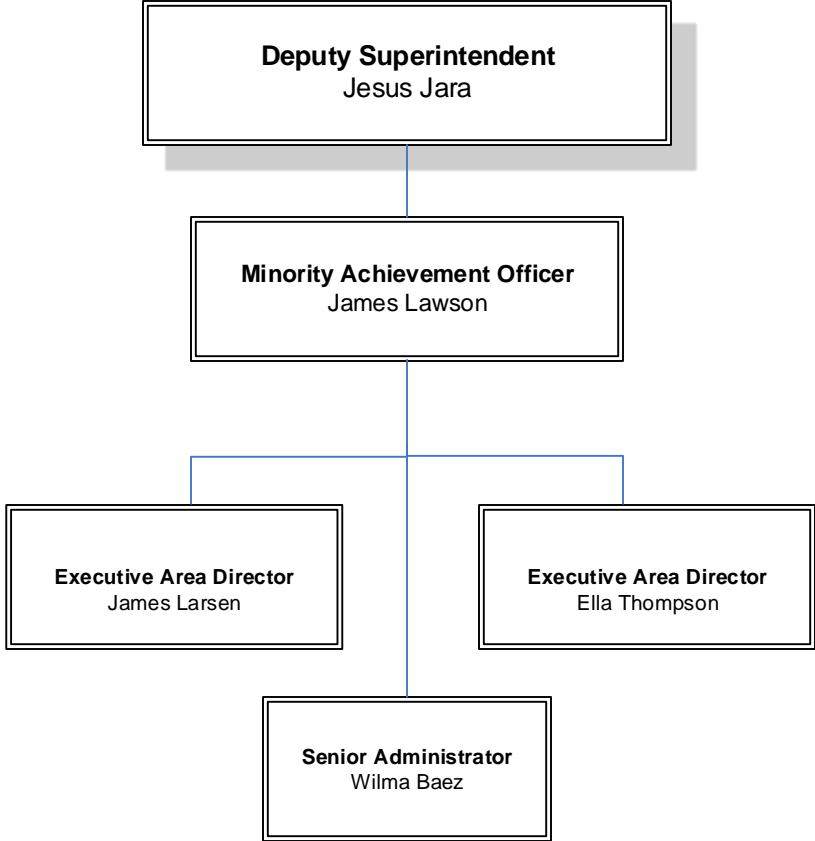 Deputy Superintendent
Jesus Jara
Minority Achievement Officer
James Lawson
Executive Area Director
James Larsen
Executive Area Director
Ella Thompson
Senior Administrator
Wilma Baez